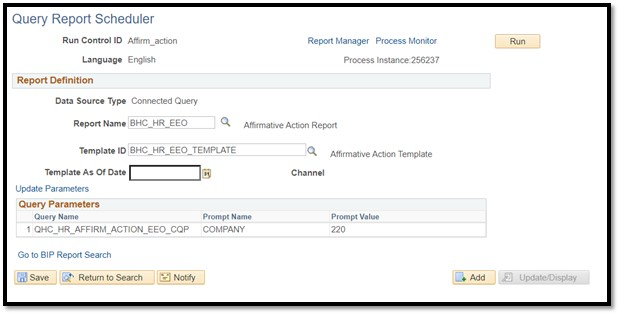 Query Report Scheduler
Run Control ID Affirm_action Report Manager Process Monitor Run
Language English Process Instance:256237
Report Definition
Data Source Type Connected Query
Report Name BHC_HR_EEO Affirmative Action Report
Template ID BHC_HR_EEO_TEMPLATE Affirmative Action Template
Template As Of Date Channel
Update Parameters
Query Parameters
Query Name Prompt Name Prompt Value
1 QHC_HR_AFFIRM_ACTION_EEO_CQP COMPANY 220
Go to BIP Report Search
Save Return to Search Notify Add Update/Display